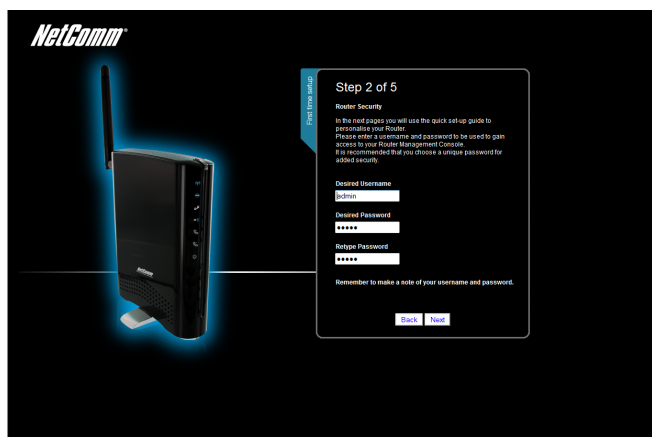 NetComm®
First time setup
Step 2 of 5
Router Security
In the next pages you will use the quick set-up guide to
personalise your Router.
Please enter a username and password to be used to gain
access to your Router Management Console.
It is recommended that you choose a unique password for
added security.
Desired Username
admin
Desired Password
•••••
Retype Password
•••••
Remember to make a note of your username and password.
Back Next
NetComm